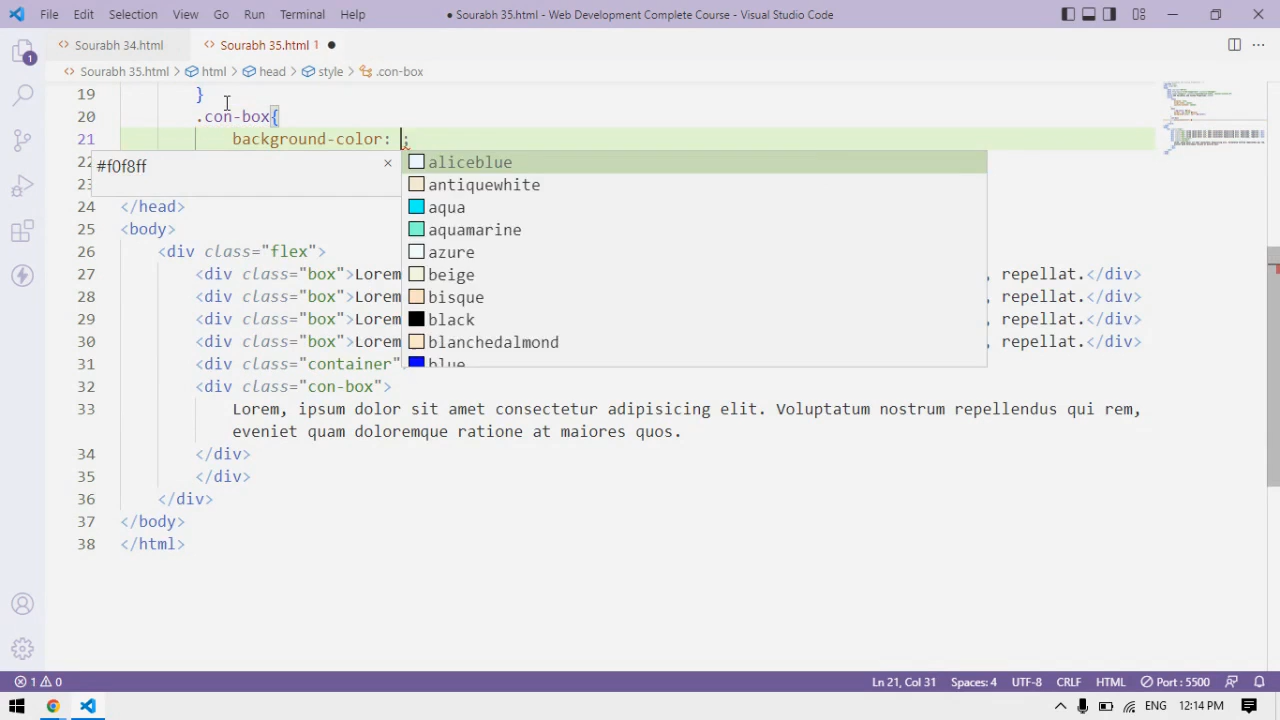 File Edit Selection View Go Run Terminal Help ● Sourabh 35.html - Web Development Complete Course - Visual Studio Code
Sourabh 34.html Sourabh 35.html 1 ●
Sourabh 35.html > html > head > style > .con-box
19 }
20 .con-box{
21 background-color: ;
#f0f8ff
aliceblue
antiquewhite
aqua
aquamarine
azure
beige
bisque
black
blanchedalmond
blue
24 </head>
25 <body>
26 <div class="flex">
27 <div class="box">Lorem , repellat.</div>
28 <div class="box">Lorem , repellat.</div>
29 <div class="box">Lorem , repellat.</div>
30 <div class="box">Lorem , repellat.</div>
31 <div class="container"
32 <div class="con-box">
33 Lorem, ipsum dolor sit amet consectetur adipisicing elit. Voluptatum nostrum repellendus qui rem,
eveniet quam doloremque ratione at maiores quos.
34 </div>
35 </div>
36 </div>
37 </body>
38 </html>
1 0 Ln 21, Col 31 Spaces: 4 UTF-8 CRLF HTML Port : 5500
ENG 12:14 PM